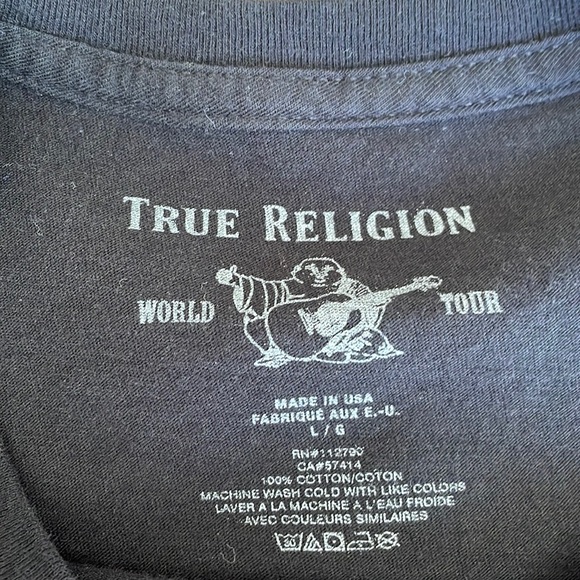 TRUE RELIGION
WORLD TOUR
MADE IN USA
FABRIQUÉ AUX E.-U.
L / G
RN#112790
CA#57414
100% COTTON/COTON
MACHINE WASH COLD WITH LIKE COLORS
LAVER A LA MACHINE A L'EAU FROIDE
AVEC COULEURS SIMILAIRES
30